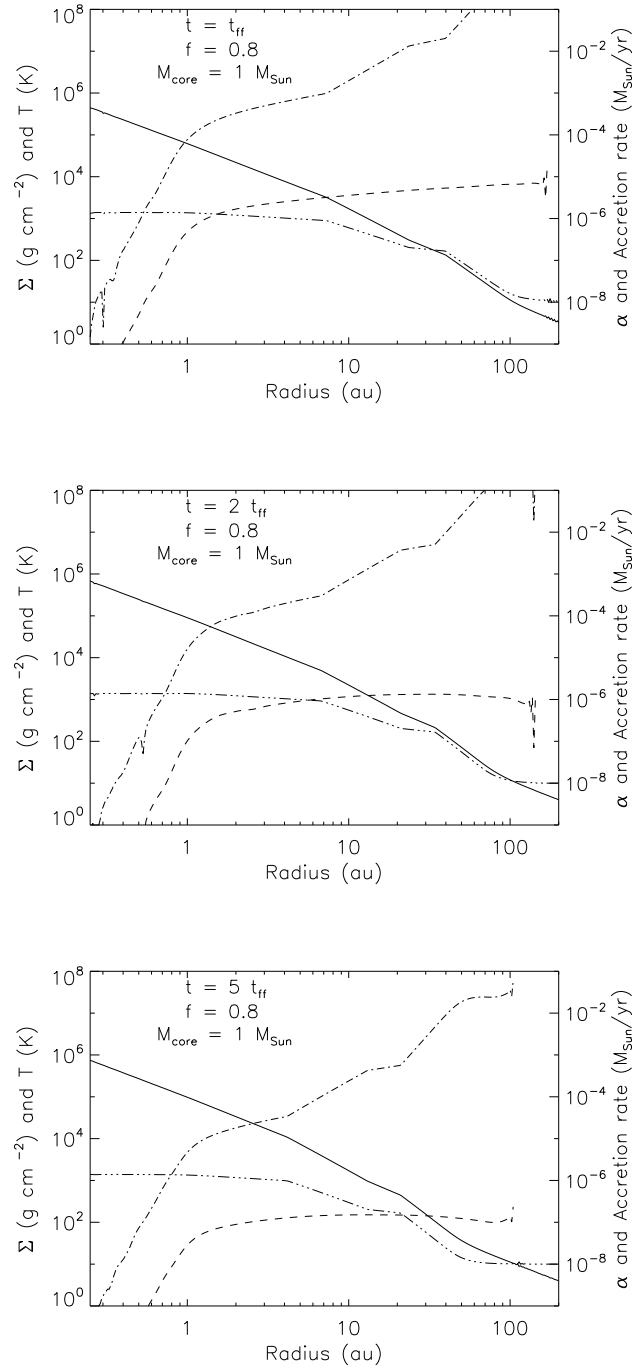 t = t_ff
f = 0.8
M_core = 1 M_Sun
10^8
10^6
10^4
10^2
10^0
Σ (g cm^-2) and T (K)
10^-2
10^-4
10^-6
10^-8
α and Accretion rate (M_Sun/yr)
1 10 100
Radius (au)
t = 2 t_ff
f = 0.8
M_core = 1 M_Sun
10^8
10^6
10^4
10^2
10^0
Σ (g cm^-2) and T (K)
10^-2
10^-4
10^-6
10^-8
α and Accretion rate (M_Sun/yr)
1 10 100
Radius (au)
t = 5 t_ff
f = 0.8
M_core = 1 M_Sun
10^8
10^6
10^4
10^2
10^0
Σ (g cm^-2) and T (K)
10^-2
10^-4
10^-6
10^-8
α and Accretion rate (M_Sun/yr)
1 10 100
Radius (au)